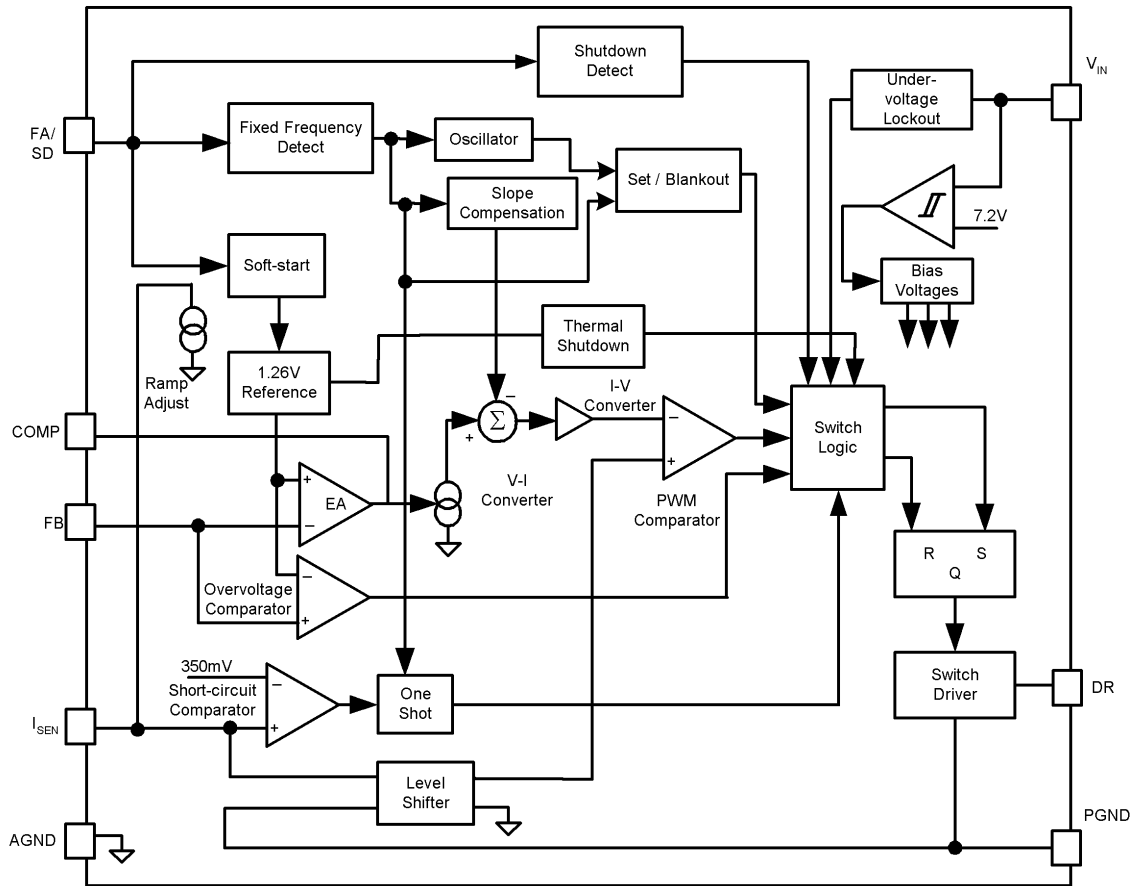 Shutdown
Detect
V_IN
Under-
voltage
Lockout
FA/
SD
Fixed Frequency
Detect
Oscillator
Set / Blankout
Slope
Compensation
7.2V
Soft-start
Bias
Voltages
Thermal
Shutdown
1.26V
Reference
Ramp
Adjust
I-V
Converter
−
Σ
+
−
+
Switch
Logic
COMP
V-I
Converter
PWM
Comparator
+
EA
−
FB
R S
Q
Overvoltage
Comparator
−
+
350mV
Short-circuit
Comparator
−
+
One
Shot
Switch
Driver
DR
I_SEN
Level
Shifter
AGND
PGND